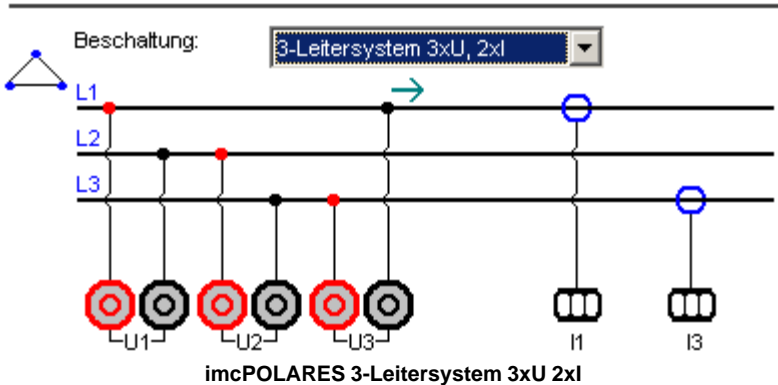 Beschaltung:
3-Leitersystem 3xU, 2xI
L1
L2
L3
U1
U2
U3
I1
I3
imcPOLARES 3-Leitersystem 3xU 2xI